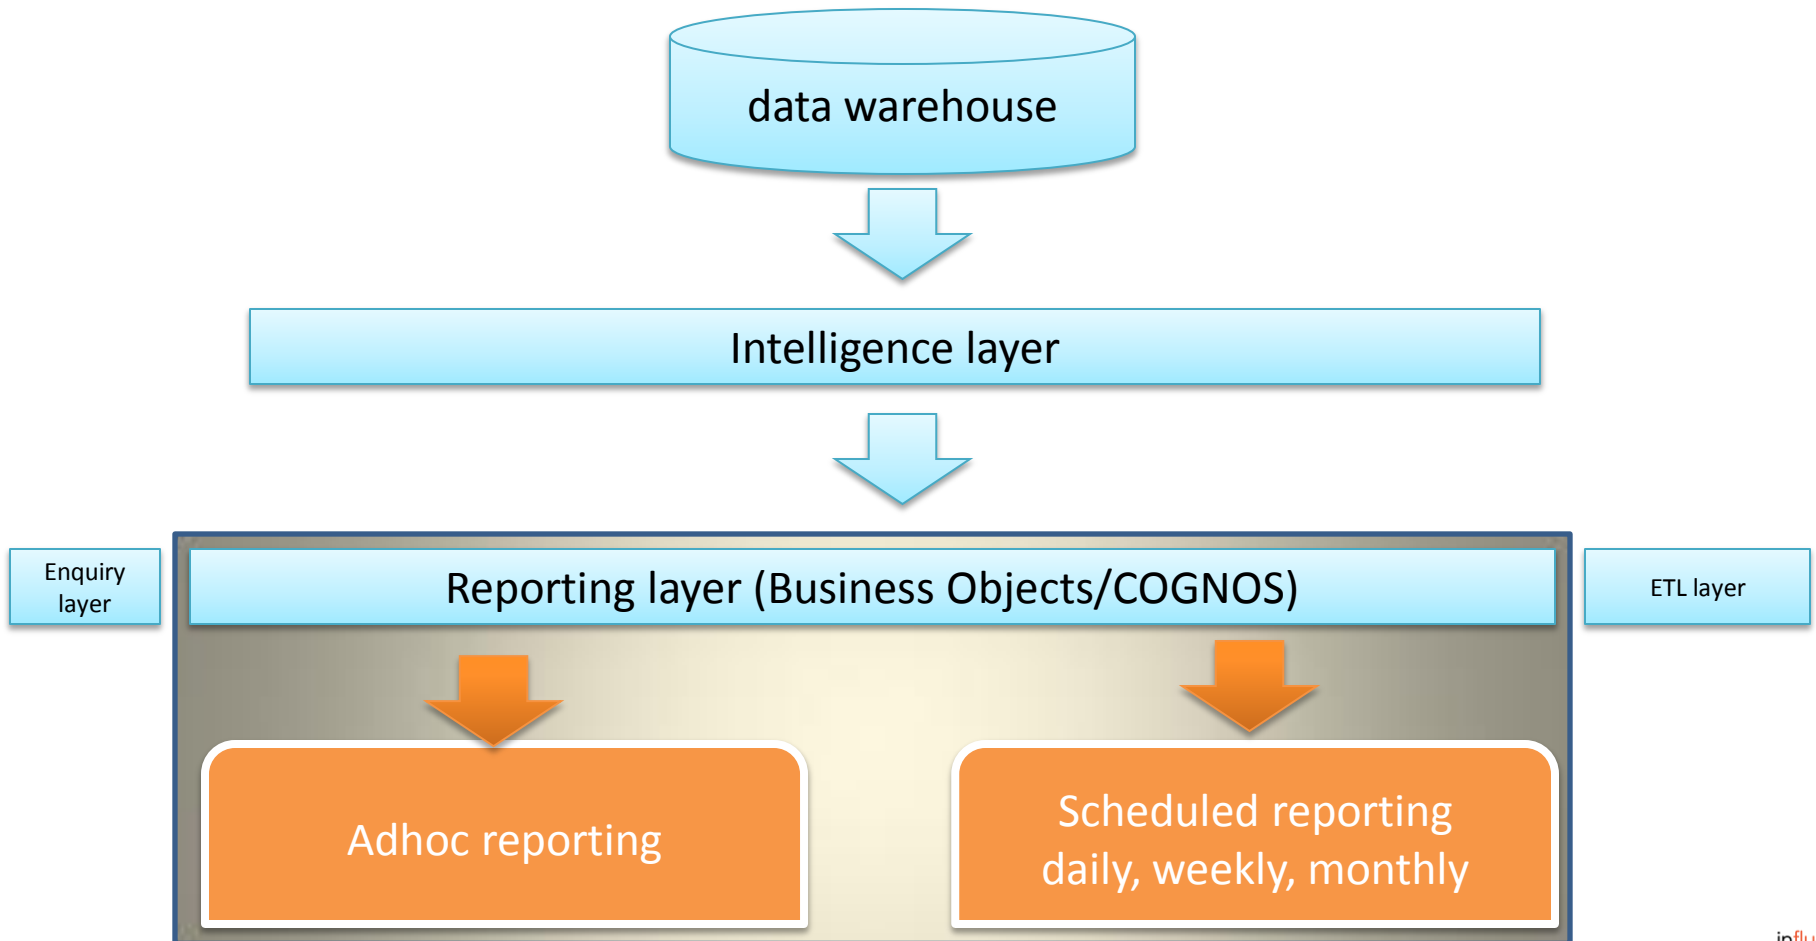 data warehouse
Intelligence layer
Enquiry
layer
Reporting layer (Business Objects/COGNOS)
ETL layer
Adhoc reporting
Scheduled reporting
daily, weekly, monthly